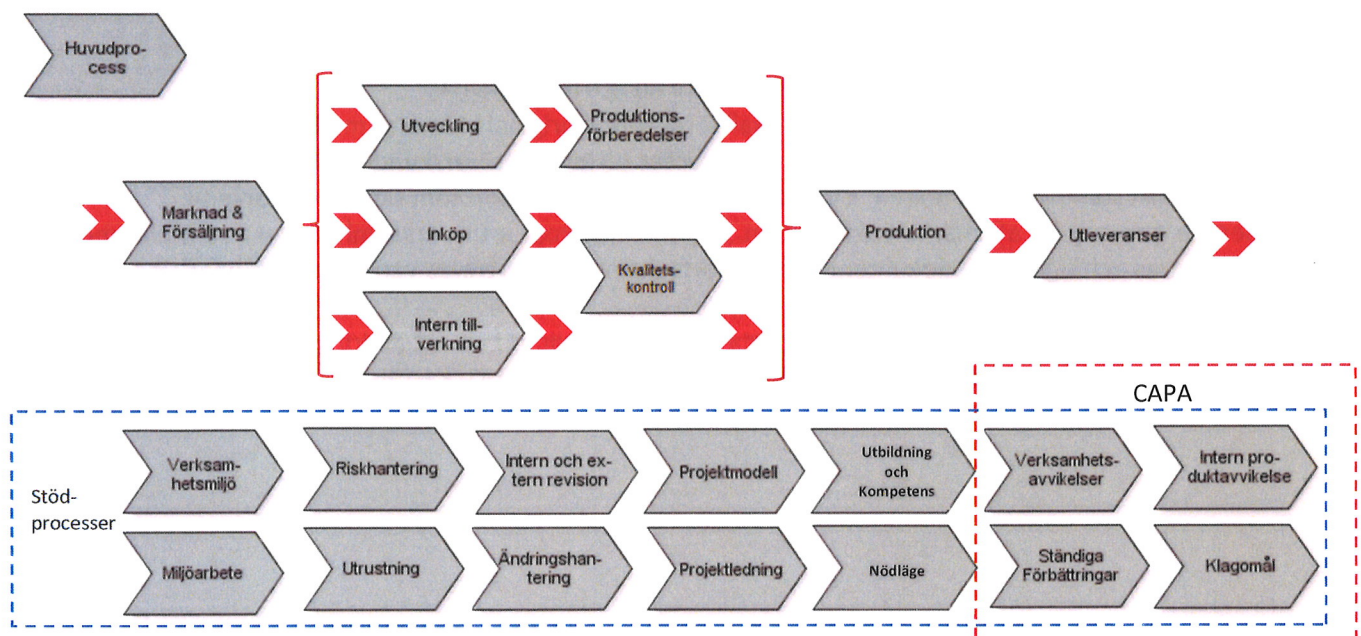 Huvudpro-
cess
Utveckling
Produktions-
förberedelser
Marknad &
Försäljning
Inköp
Kvalitets-
kontroll
Intern till-
verkning
Produktion
Utleveranser
CAPA
Stöd-
processer
Verksam-
hetsmiljö
Riskhantering
Intern och ex-
tern revision
Projektmodell
Utbildning
och
Kompetens
Verksamhets-
avvikelser
Intern pro-
duktavvikelse
Miljöarbete
Utrustning
Ändringshan-
tering
Projektledning
Nödläge
Ständiga
Förbättringar
Klagomål